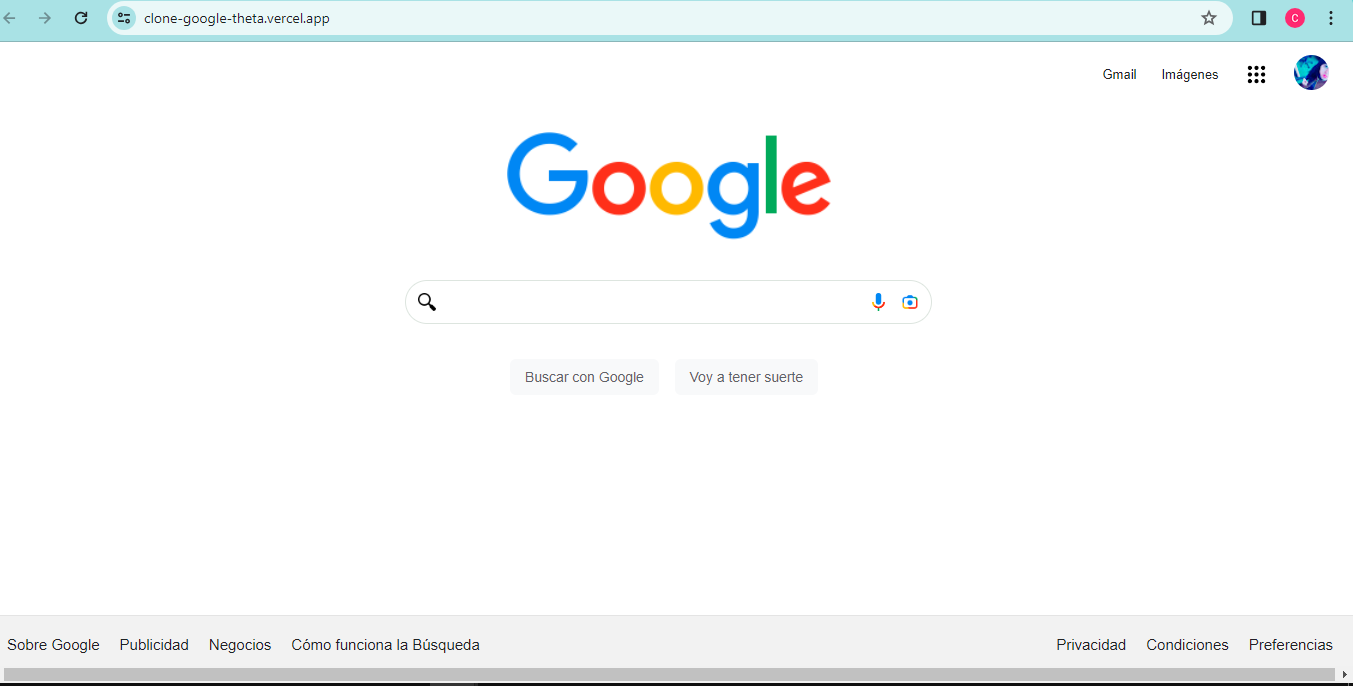 clone-google-theta.vercel.app
C
Gmail Imágenes
Google
Buscar con Google Voy a tener suerte
Sobre Google Publicidad Negocios Cómo funciona la Búsqueda Privacidad Condiciones Preferencias